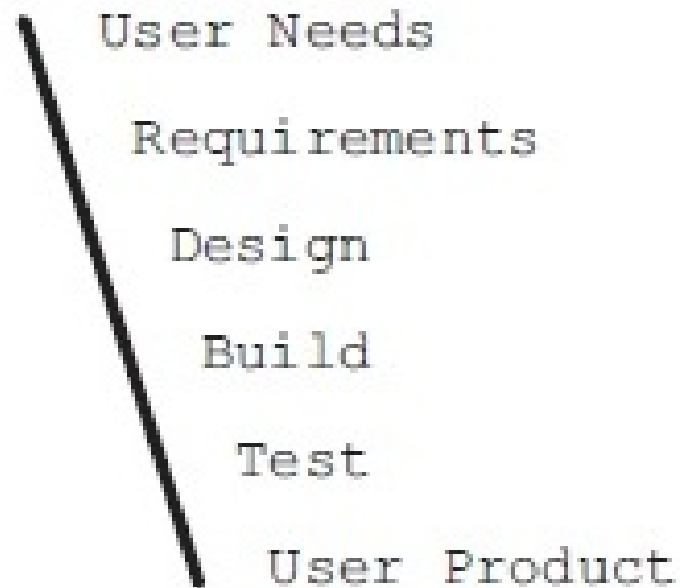 User Needs
Requirements
Design
Build
Test
User Product